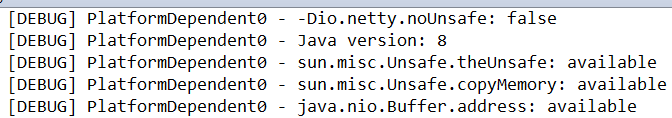 [DEBUG] PlatformDependent0 - -Dio.netty.noUnsafe: false
[DEBUG] PlatformDependent0 - Java version: 8
[DEBUG] PlatformDependent0 - sun.misc.Unsafe.theUnsafe: available
[DEBUG] PlatformDependent0 - sun.misc.Unsafe.copyMemory: available
[DEBUG] PlatformDependent0 - java.nio.Buffer.address: available